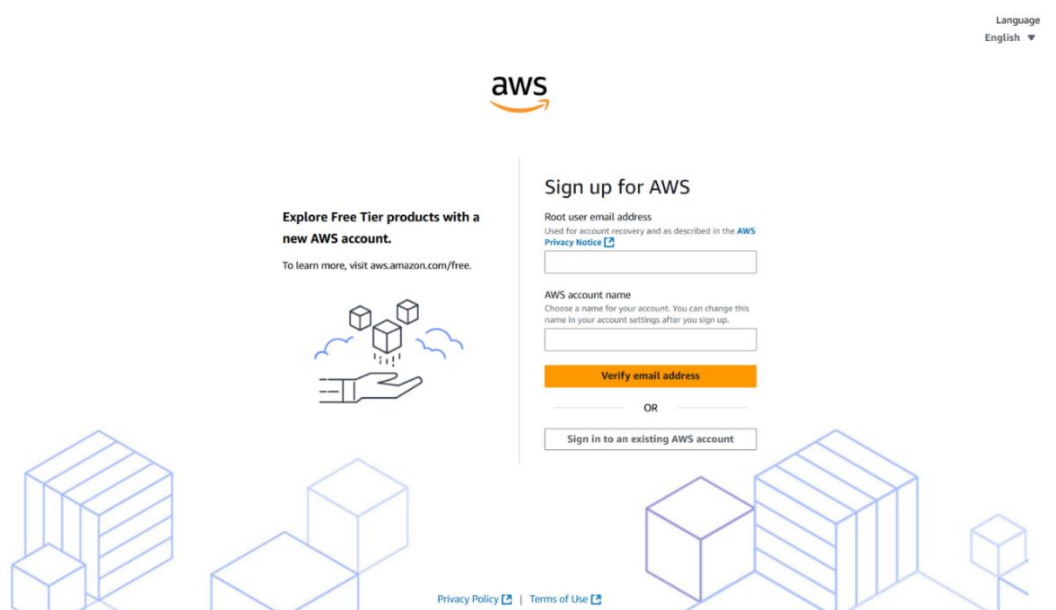 Language
English
aws
Explore Free Tier products with a
new AWS account.
To learn more, visit aws.amazon.com/free.
Sign up for AWS
Root user email address
Used for account recovery and as described in the AWS
Privacy Notice
AWS account name
Choose a name for your account. You can change this
name in your account settings after you sign up.
Verify email address
OR
Sign in to an existing AWS account
Privacy Policy | Terms of Use